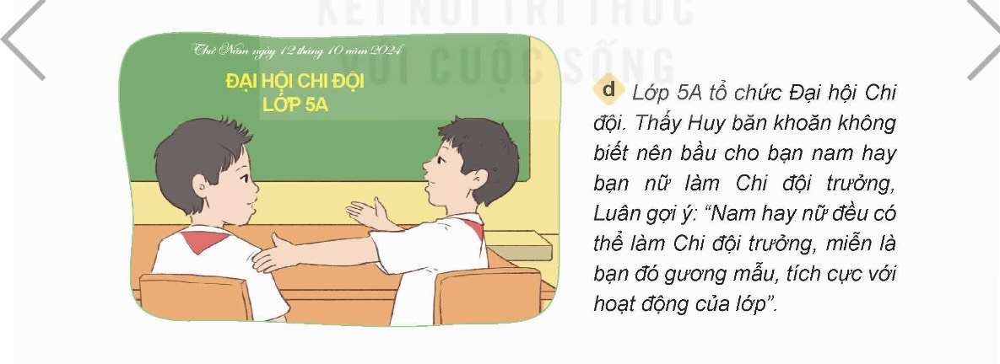 KẾT NỐI TRI THỨC
VỚI CUỘC SỐNG
Thứ Năm ngày 12 tháng 10 năm 2024
ĐẠI HỘI CHI ĐỘI
LỚP 5A
d Lớp 5A tổ chức Đại hội Chi
đội. Thấy Huy băn khoăn không
biết nên bầu cho bạn nam hay
bạn nữ làm Chi đội trưởng,
Luân gợi ý: “Nam hay nữ đều có
thể làm Chi đội trưởng, miễn là
bạn đó gương mẫu, tích cực với
hoạt động của lớp”.